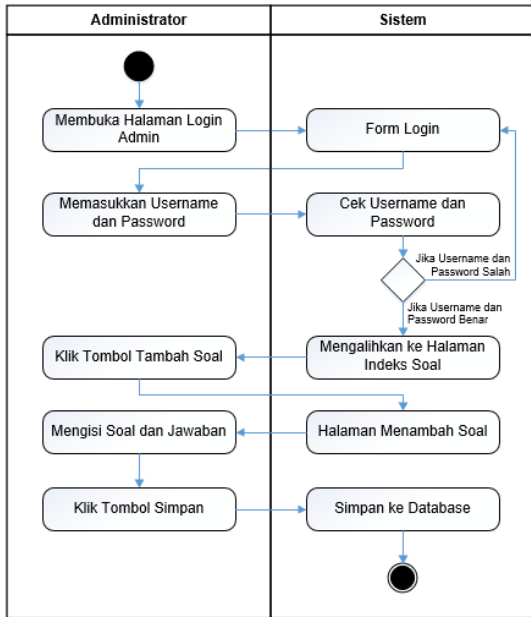 Administrator
Sistem
Membuka Halaman Login
Admin
Form Login
Memasukkan Username
dan Password
Cek Username dan
Password
Jika Username dan
Password Salah
Jika Username dan
Password Benar
Klik Tombol Tambah Soal
Mengalihkan ke Halaman
Indeks Soal
Halaman Menambah Soal
Mengisi Soal dan Jawaban
Klik Tombol Simpan
Simpan ke Database